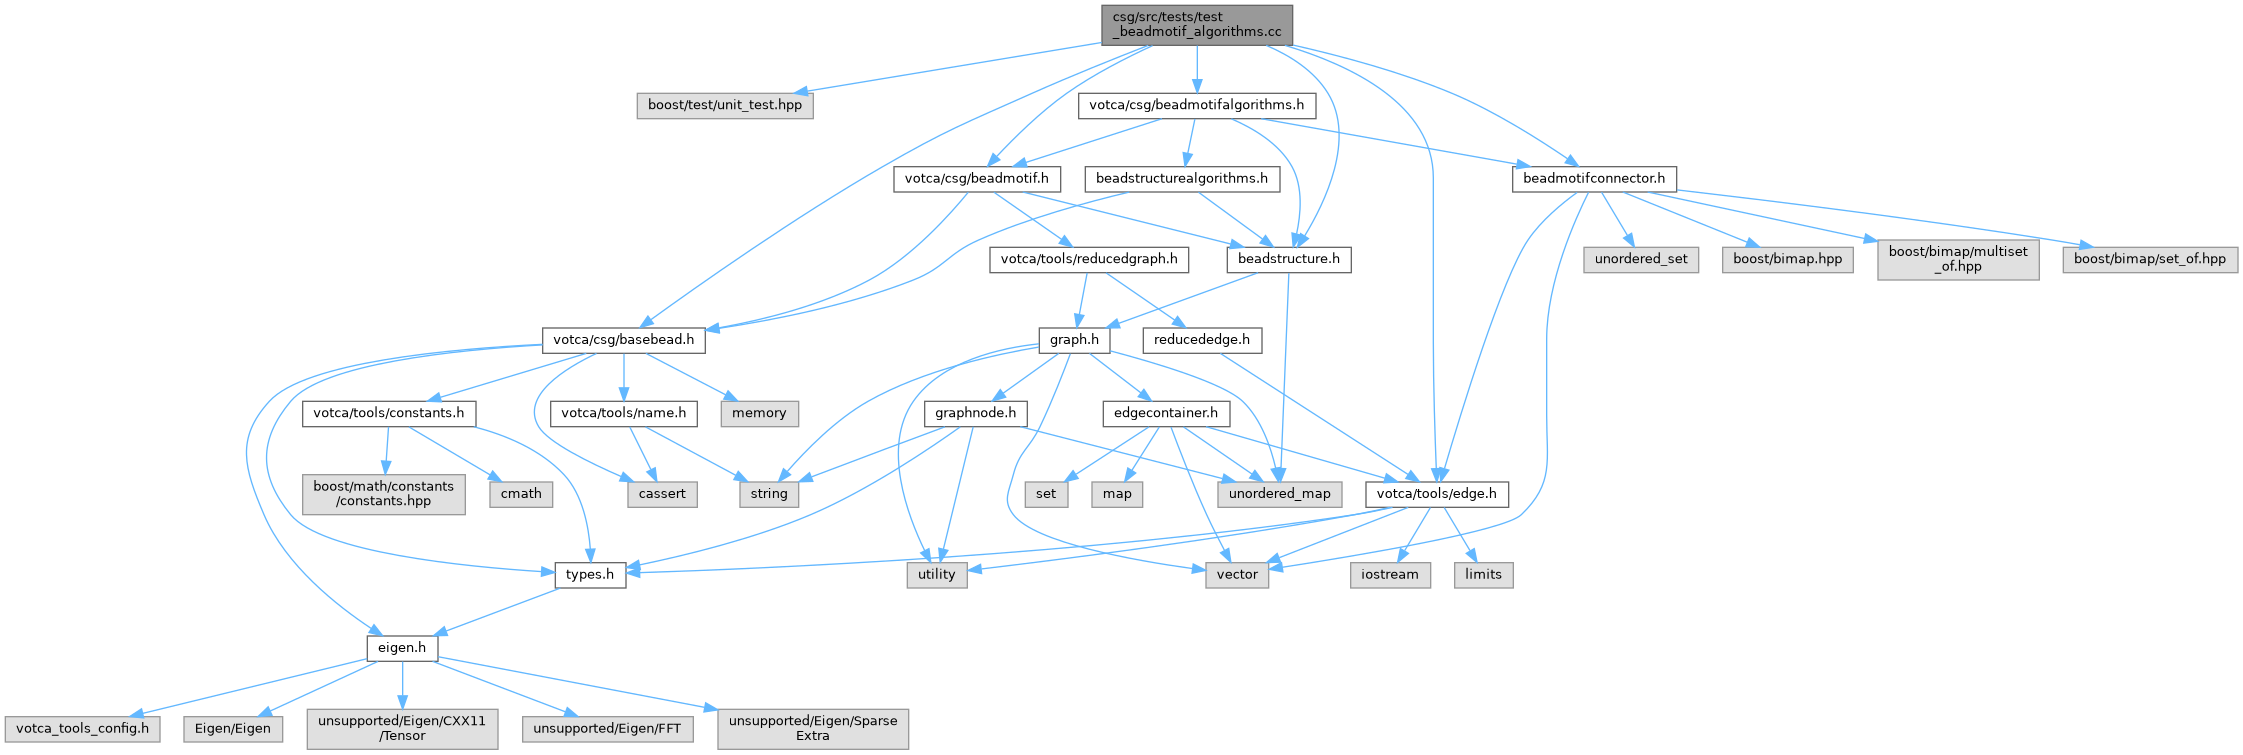 csg/src/tests/test
_beadmotif_algorithms.cc
boost/test/unit_test.hpp
votca/csg/beadmotifalgorithms.h
votca/csg/beadmotif.h
beadstructurealgorithms.h
beadmotifconnector.h
votca/tools/reducedgraph.h
beadstructure.h
unordered_set
boost/bimap.hpp
boost/bimap/multiset
_of.hpp
boost/bimap/set_of.hpp
votca/csg/basebead.h
graph.h
reducededge.h
votca/tools/constants.h
votca/tools/name.h
memory
graphnode.h
edgecontainer.h
boost/math/constants
/constants.hpp
cmath
cassert
string
set
map
unordered_map
votca/tools/edge.h
types.h
utility
vector
iostream
limits
eigen.h
votca_tools_config.h
Eigen/Eigen
unsupported/Eigen/CXX11
/Tensor
unsupported/Eigen/FFT
unsupported/Eigen/Sparse
Extra